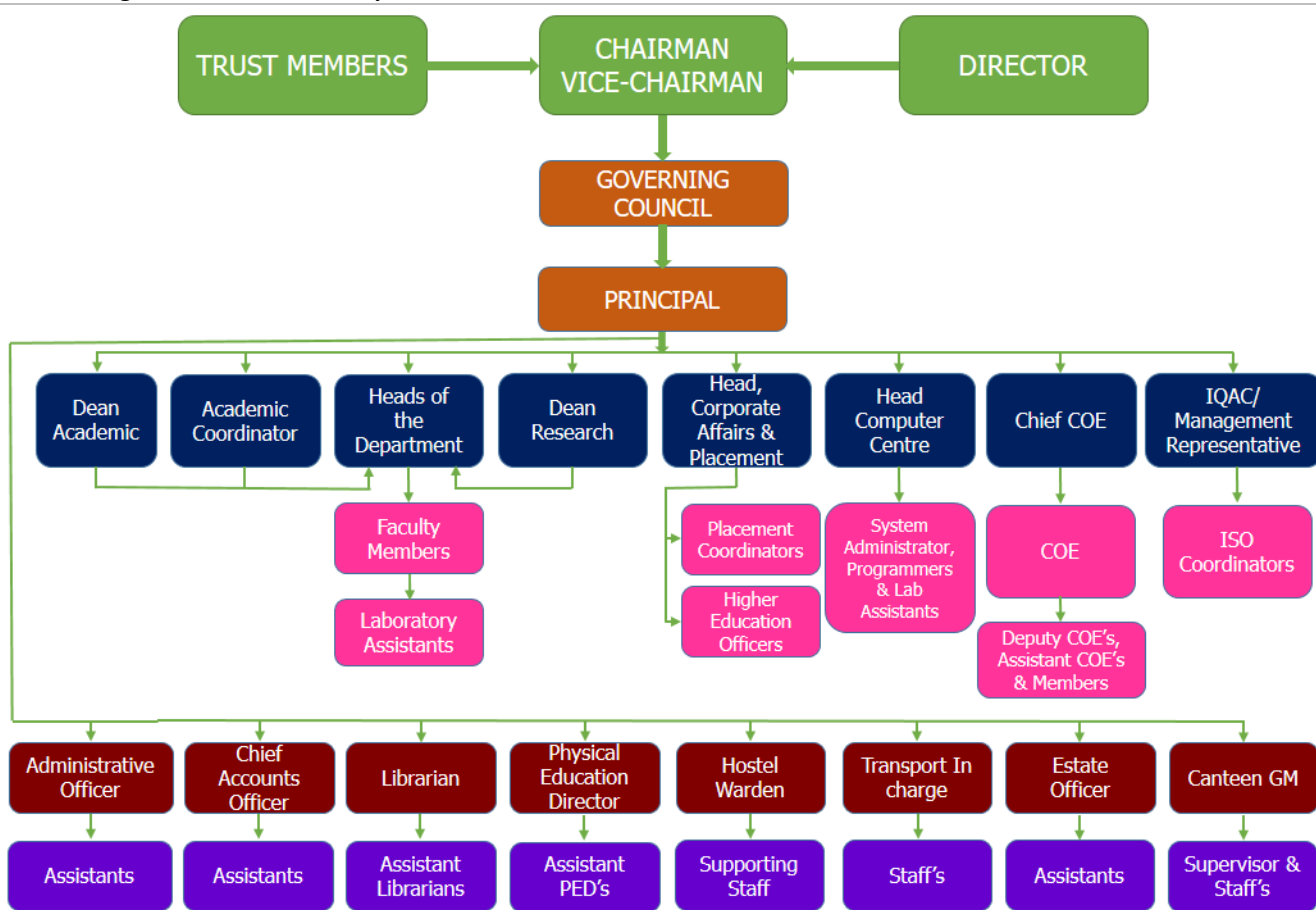 TRUST MEMBERS
CHAIRMAN
VICE-CHAIRMAN
DIRECTOR
GOVERNING
COUNCIL
PRINCIPAL
Dean
Academic
Academic
Coordinator
Heads of
the
Department
Dean
Research
Head,
Corporate
Affairs &
Placement
Head
Computer
Centre
Chief COE
IQAC/
Management
Representative
Faculty
Members
Laboratory
Assistants
Placement
Coordinators
Higher
Education
Officers
System
Administrator,
Programmers
& Lab
Assistants
COE
Deputy COE's,
Assistant COE's
& Members
ISO
Coordinators
Administrative
Officer
Chief
Accounts
Officer
Librarian
Physical
Education
Director
Hostel
Warden
Transport In
charge
Estate
Officer
Canteen GM
Assistants
Assistants
Assistant
Librarians
Assistant
PED's
Supporting
Staff
Staff's
Assistants
Supervisor &
Staff's